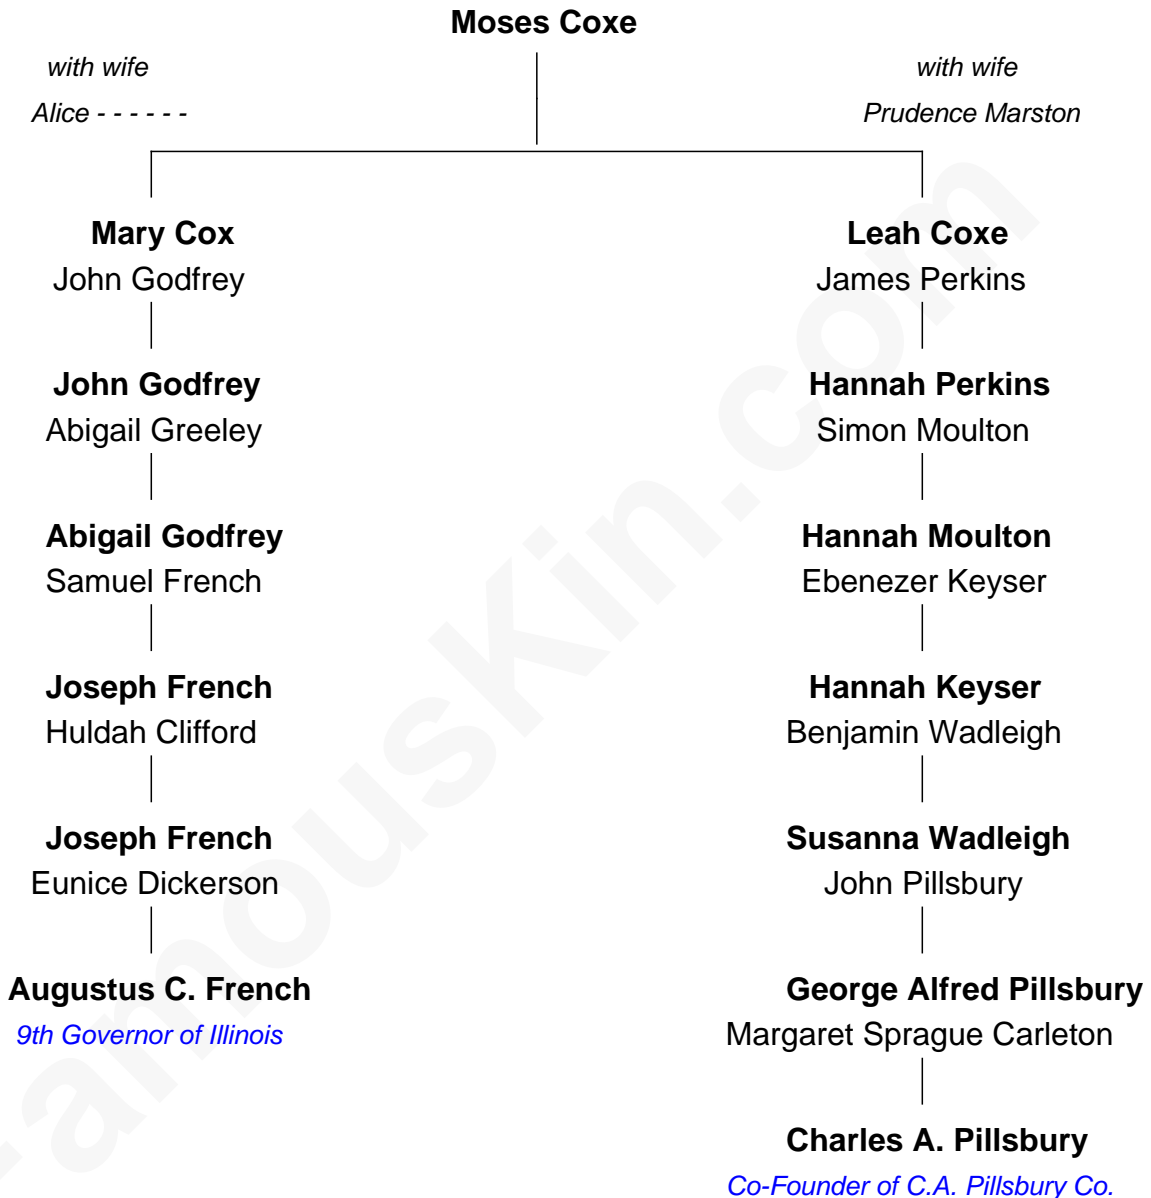 Moses Coxe
with wife
with wife
Alice - - - - - -
Prudence Marston
Mary Cox
Leah Coxe
John Godfrey
James Perkins
John Godfrey
Hannah Perkins
Abigail Greeley
Simon Moulton
Abigail Godfrey
Hannah Moulton
Samuel French
Ebenezer Keyser
Joseph French
Hannah Keyser
Huldah Clifford
Benjamin Wadleigh
Joseph French
Susanna Wadleigh
Eunice Dickerson
John Pillsbury
Augustus C. French
George Alfred Pillsbury
9th Governor of Illinois
Margaret Sprague Carleton
Charles A. Pillsbury
Co-Founder of C.A. Pillsbury Co.
FamousKin.com